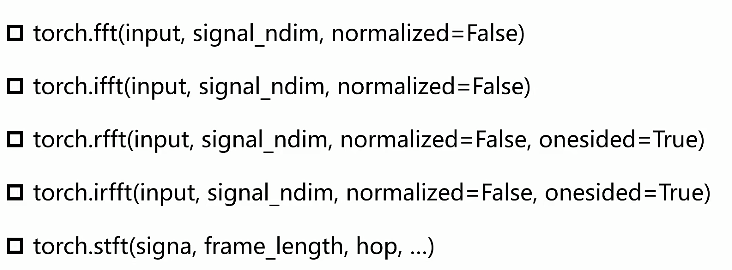 torch.fft(input, signal_ndim, normalized=False)
torch.ifft(input, signal_ndim, normalized=False)
torch.rfft(input, signal_ndim, normalized=False, onesided=True)
torch.irfft(input, signal_ndim, normalized=False, onesided=True)
torch.stft(signa, frame_length, hop, ...)